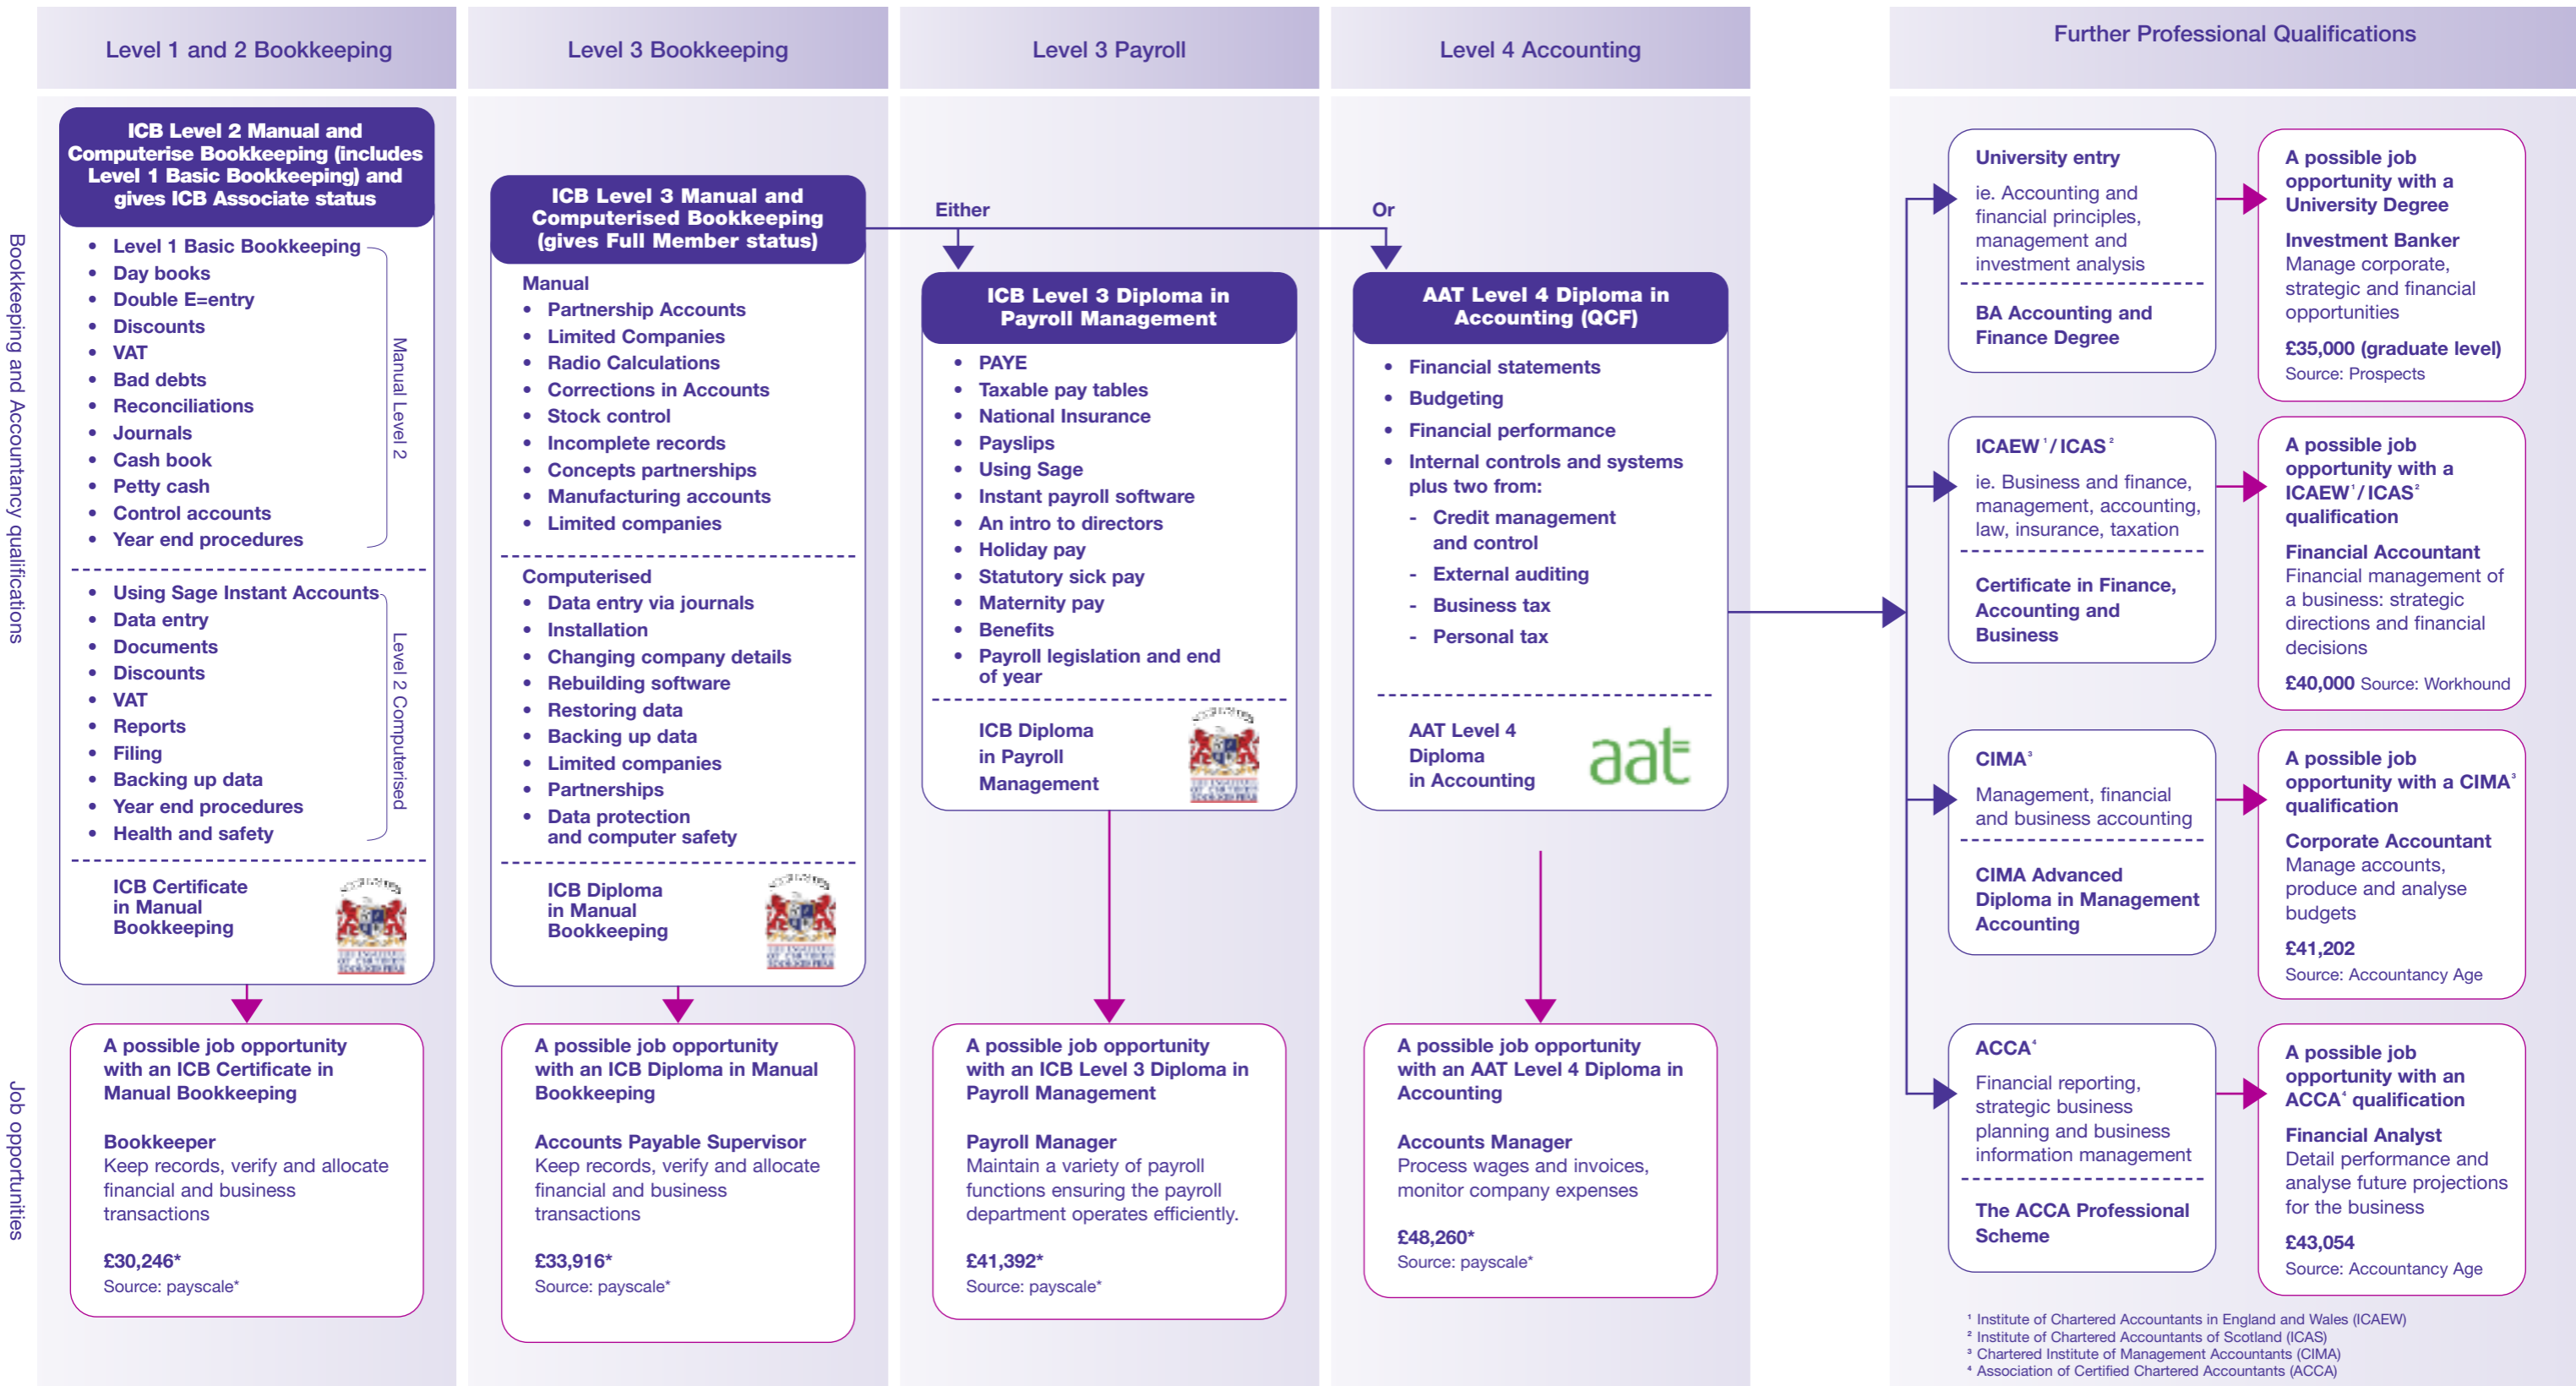 Level 1 and 2 Bookkeeping
Level 3 Bookkeeping
Level 3 Payroll
Level 4 Accounting
Further Professional Qualifications
Bookkeeping and Accountancy qualifications
Job opportunities
ICB Level 2 Manual and
Computerise Bookkeeping (includes
Level 1 Basic Bookkeeping) and
gives ICB Associate status
• Level 1 Basic Bookkeeping
• Day books
• Double E=entry
• Discounts
• VAT
• Bad debts
• Reconciliations
• Journals
• Cash book
• Petty cash
• Control accounts
• Year end procedures
Manual Level 2
• Using Sage Instant Accounts
• Data entry
• Documents
• Discounts
• VAT
• Reports
• Filing
• Backing up data
• Year end procedures
• Health and safety
Level 2 Computerised
ICB Certificate
in Manual
Bookkeeping
A possible job opportunity
with an ICB Certificate in
Manual Bookkeeping
Bookkeeper
Keep records, verify and allocate
financial and business
transactions
£30,246*
Source: payscale*
ICB Level 3 Manual and
Computerised Bookkeeping
(gives Full Member status)
Manual
• Partnership Accounts
• Limited Companies
• Radio Calculations
• Corrections in Accounts
• Stock control
• Incomplete records
• Concepts partnerships
• Manufacturing accounts
• Limited companies
Computerised
• Data entry via journals
• Installation
• Changing company details
• Rebuilding software
• Restoring data
• Backing up data
• Limited companies
• Partnerships
• Data protection
and computer safety
ICB Diploma
in Manual
Bookkeeping
A possible job opportunity
with an ICB Diploma in Manual
Bookkeeping
Accounts Payable Supervisor
Keep records, verify and allocate
financial and business
transactions
£33,916*
Source: payscale*
Either
Or
ICB Level 3 Diploma in
Payroll Management
• PAYE
• Taxable pay tables
• National Insurance
• Payslips
• Using Sage
• Instant payroll software
• An intro to directors
• Holiday pay
• Statutory sick pay
• Maternity pay
• Benefits
• Payroll legislation and end
of year
ICB Diploma
in Payroll
Management
A possible job opportunity
with an ICB Level 3 Diploma in
Payroll Management
Payroll Manager
Maintain a variety of payroll
functions ensuring the payroll
department operates efficiently.
£41,392*
Source: payscale*
AAT Level 4 Diploma in
Accounting (QCF)
• Financial statements
• Budgeting
• Financial performance
• Internal controls and systems
plus two from:
- Credit management
and control
- External auditing
- Business tax
- Personal tax
AAT Level 4
Diploma
in Accounting
aat
A possible job opportunity
with an AAT Level 4 Diploma in
Accounting
Accounts Manager
Process wages and invoices,
monitor company expenses
£48,260*
Source: payscale*
University entry
ie. Accounting and
financial principles,
management and
investment analysis
BA Accounting and
Finance Degree
A possible job
opportunity with a
University Degree
Investment Banker
Manage corporate,
strategic and financial
opportunities
£35,000 (graduate level)
Source: Prospects
ICAEW¹/ICAS²
ie. Business and finance,
management, accounting,
law, insurance, taxation
Certificate in Finance,
Accounting and
Business
A possible job
opportunity with a
ICAEW¹/ICAS²
qualification
Financial Accountant
Financial management of
a business: strategic
directions and financial
decisions
£40,000 Source: Workhound
CIMA³
Management, financial
and business accounting
CIMA Advanced
Diploma in Management
Accounting
A possible job
opportunity with a CIMA³
qualification
Corporate Accountant
Manage accounts,
produce and analyse
budgets
£41,202
Source: Accountancy Age
ACCA⁴
Financial reporting,
strategic business
planning and business
information management
The ACCA Professional
Scheme
A possible job
opportunity with an
ACCA⁴ qualification
Financial Analyst
Detail performance and
analyse future projections
for the business
£43,054
Source: Accountancy Age
¹ Institute of Chartered Accountants in England and Wales (ICAEW)
² Institute of Chartered Accountants of Scotland (ICAS)
³ Chartered Institute of Management Accountants (CIMA)
⁴ Association of Certified Chartered Accountants (ACCA)